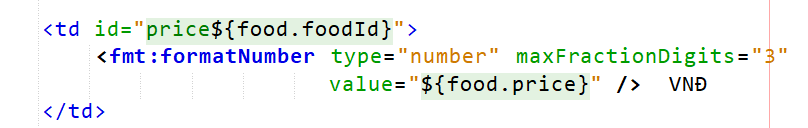 <td id="price${food.foodId}">
<fmt:formatNumber type="number" maxFractionDigits="3"
value="${food.price}" /> VNĐ
</td>